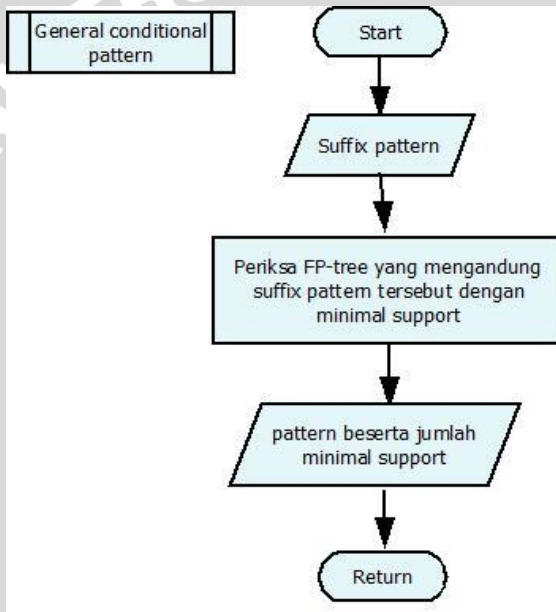 General conditional
pattern
Start
Suffix pattern
Periksa FP-tree yang mengandung
suffix pattern tersebut dengan
minimal support
pattern beserta jumlah
minimal support
Return